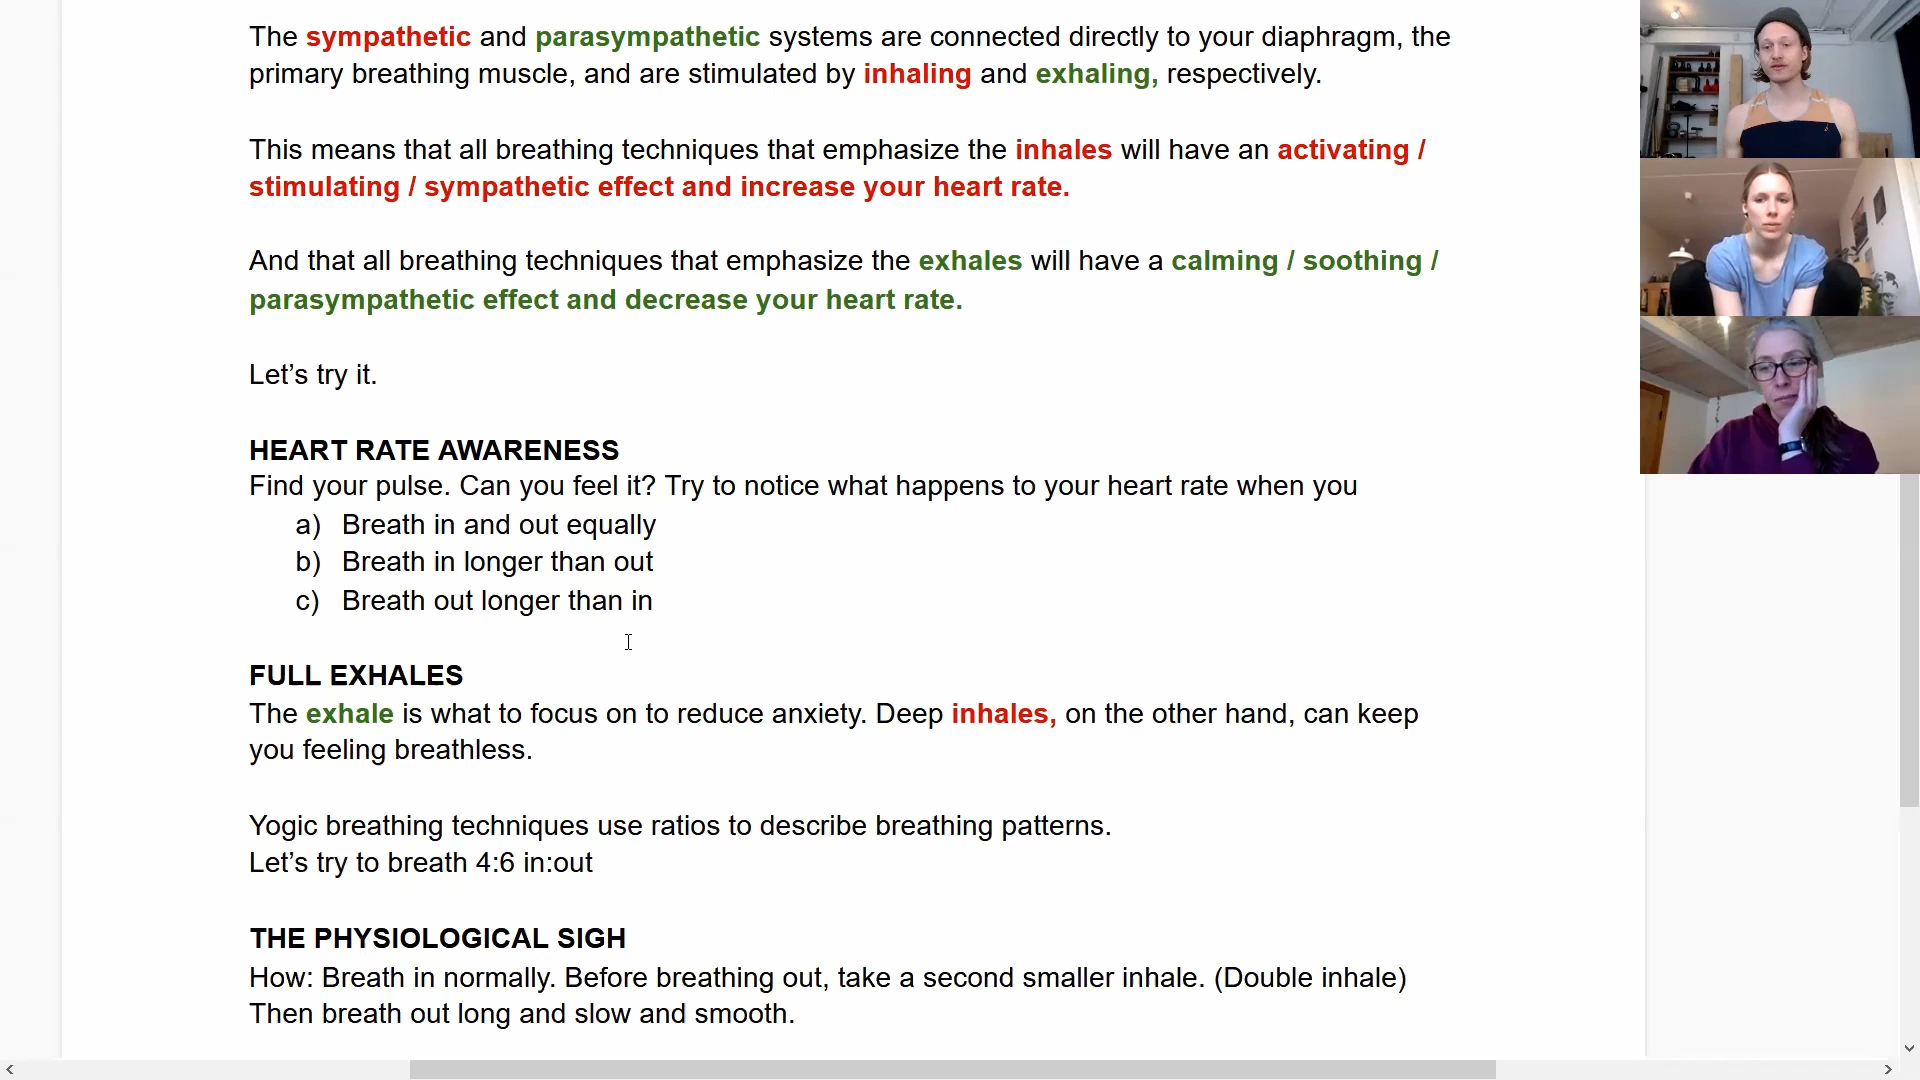 The sympathetic and parasympathetic systems are connected directly to your diaphragm, the
primary breathing muscle, and are stimulated by inhaling and exhaling, respectively.
This means that all breathing techniques that emphasize the inhales will have an activating /
stimulating / sympathetic effect and increase your heart rate.
And that all breathing techniques that emphasize the exhales will have a calming / soothing /
parasympathetic effect and decrease your heart rate.
Let’s try it.
HEART RATE AWARENESS
Find your pulse. Can you feel it? Try to notice what happens to your heart rate when you
a) Breath in and out equally
b) Breath in longer than out
c) Breath out longer than in
FULL EXHALES
The exhale is what to focus on to reduce anxiety. Deep inhales, on the other hand, can keep
you feeling breathless.
Yogic breathing techniques use ratios to describe breathing patterns.
Let’s try to breath 4:6 in:out
THE PHYSIOLOGICAL SIGH
How: Breath in normally. Before breathing out, take a second smaller inhale. (Double inhale)
Then breath out long and slow and smooth.